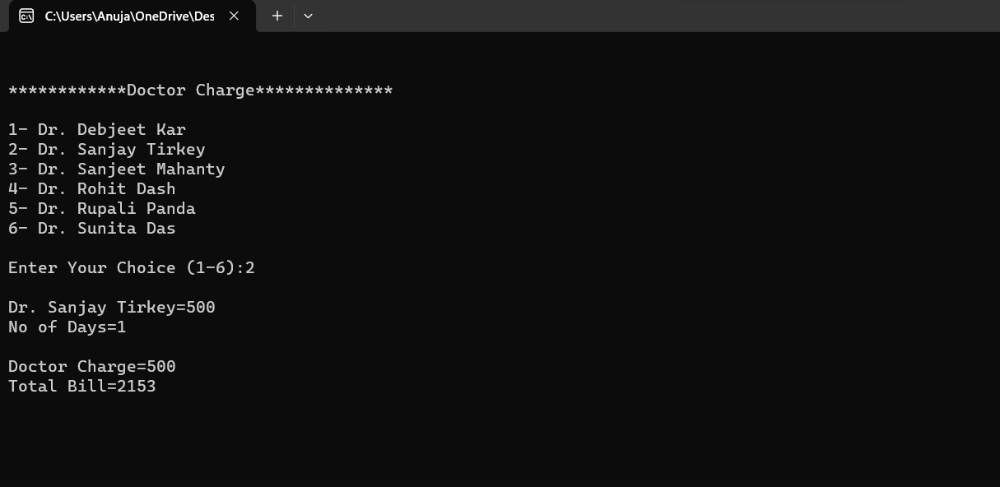 C:\Users\Anuja\OneDrive\Des
************Doctor Charge**************
1- Dr. Debjeet Kar
2- Dr. Sanjay Tirkey
3- Dr. Sanjeet Mahanty
4- Dr. Rohit Dash
5- Dr. Rupali Panda
6- Dr. Sunita Das
Enter Your Choice (1-6):2
Dr. Sanjay Tirkey=500
No of Days=1
Doctor Charge=500
Total Bill=2153